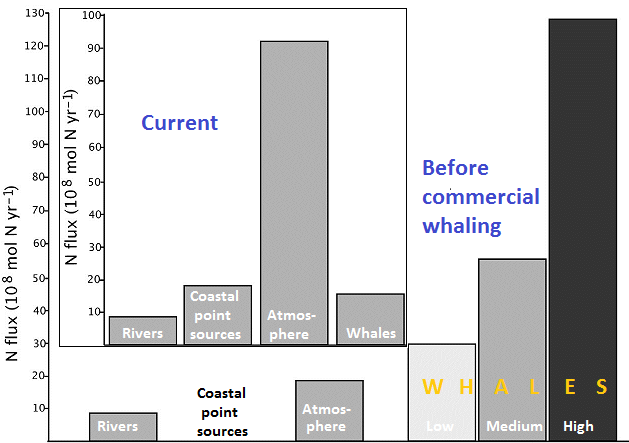 130
120
110
100
90
80
70
60
50
40
30
20
10
N flux (10⁸ mol N yr⁻¹)
100
90
80
70
60
50
40
30
20
10
N flux (10⁸ mol N yr⁻¹)
Current
Rivers
Coastal
point
sources
Atmos-
phere
Whales
Before
commercial
whaling
Rivers
Coastal
point
sources
Atmos-
phere
WHALES
Low
Medium
High